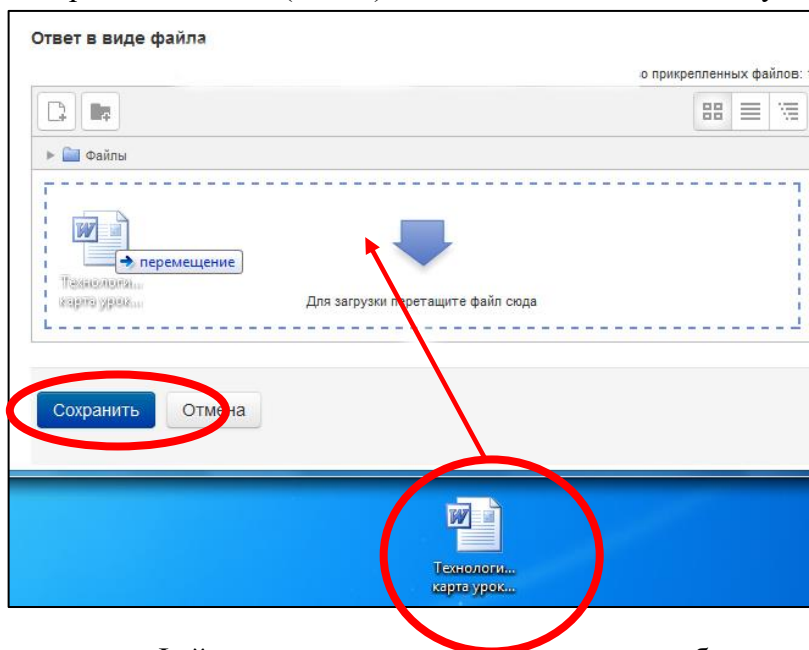 Ответ в виде файла
о прикрепленных файлов:
Файлы
перемещение
Технологи...
карта урок...
Для загрузки перетащите файл сюда
Сохранить
Отмена
Технологи...
карта урок...